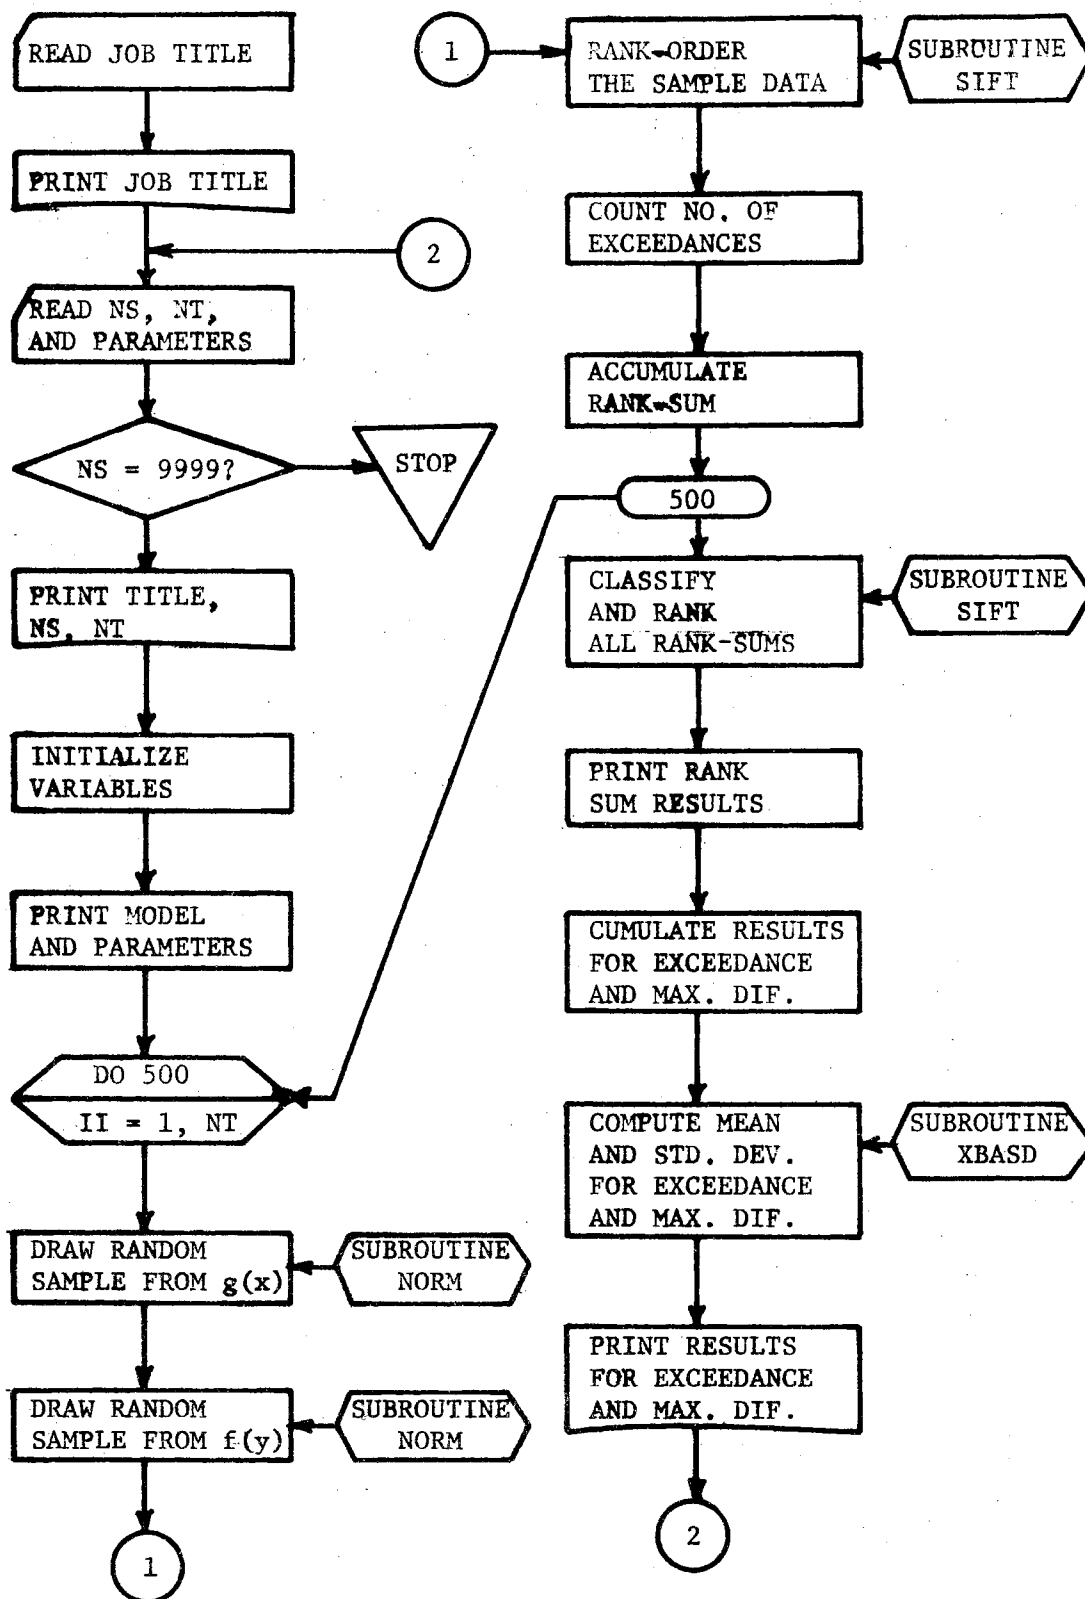 READ JOB TITLE
PRINT JOB TITLE
2
READ NS, NT,
AND PARAMETERS
NS = 9999?
STOP
PRINT TITLE,
NS, NT
INITIALIZE
VARIABLES
PRINT MODEL
AND PARAMETERS
DO 500
II = 1, NT
DRAW RANDOM
SAMPLE FROM g(x)
SUBROUTINE
NORM
DRAW RANDOM
SAMPLE FROM f(y)
SUBROUTINE
NORM
1
1
RANK-ORDER
THE SAMPLE DATA
SUBROUTINE
SIFT
COUNT NO. OF
EXCEEDANCES
ACCUMULATE
RANK-SUM
500
CLASSIFY
AND RANK
ALL RANK-SUMS
SUBROUTINE
SIFT
PRINT RANK
SUM RESULTS
CUMULATE RESULTS
FOR EXCEEDANCE
AND MAX. DIF.
COMPUTE MEAN
AND STD. DEV.
FOR EXCEEDANCE
AND MAX. DIF.
SUBROUTINE
XBASD
PRINT RESULTS
FOR EXCEEDANCE
AND MAX. DIF.
2